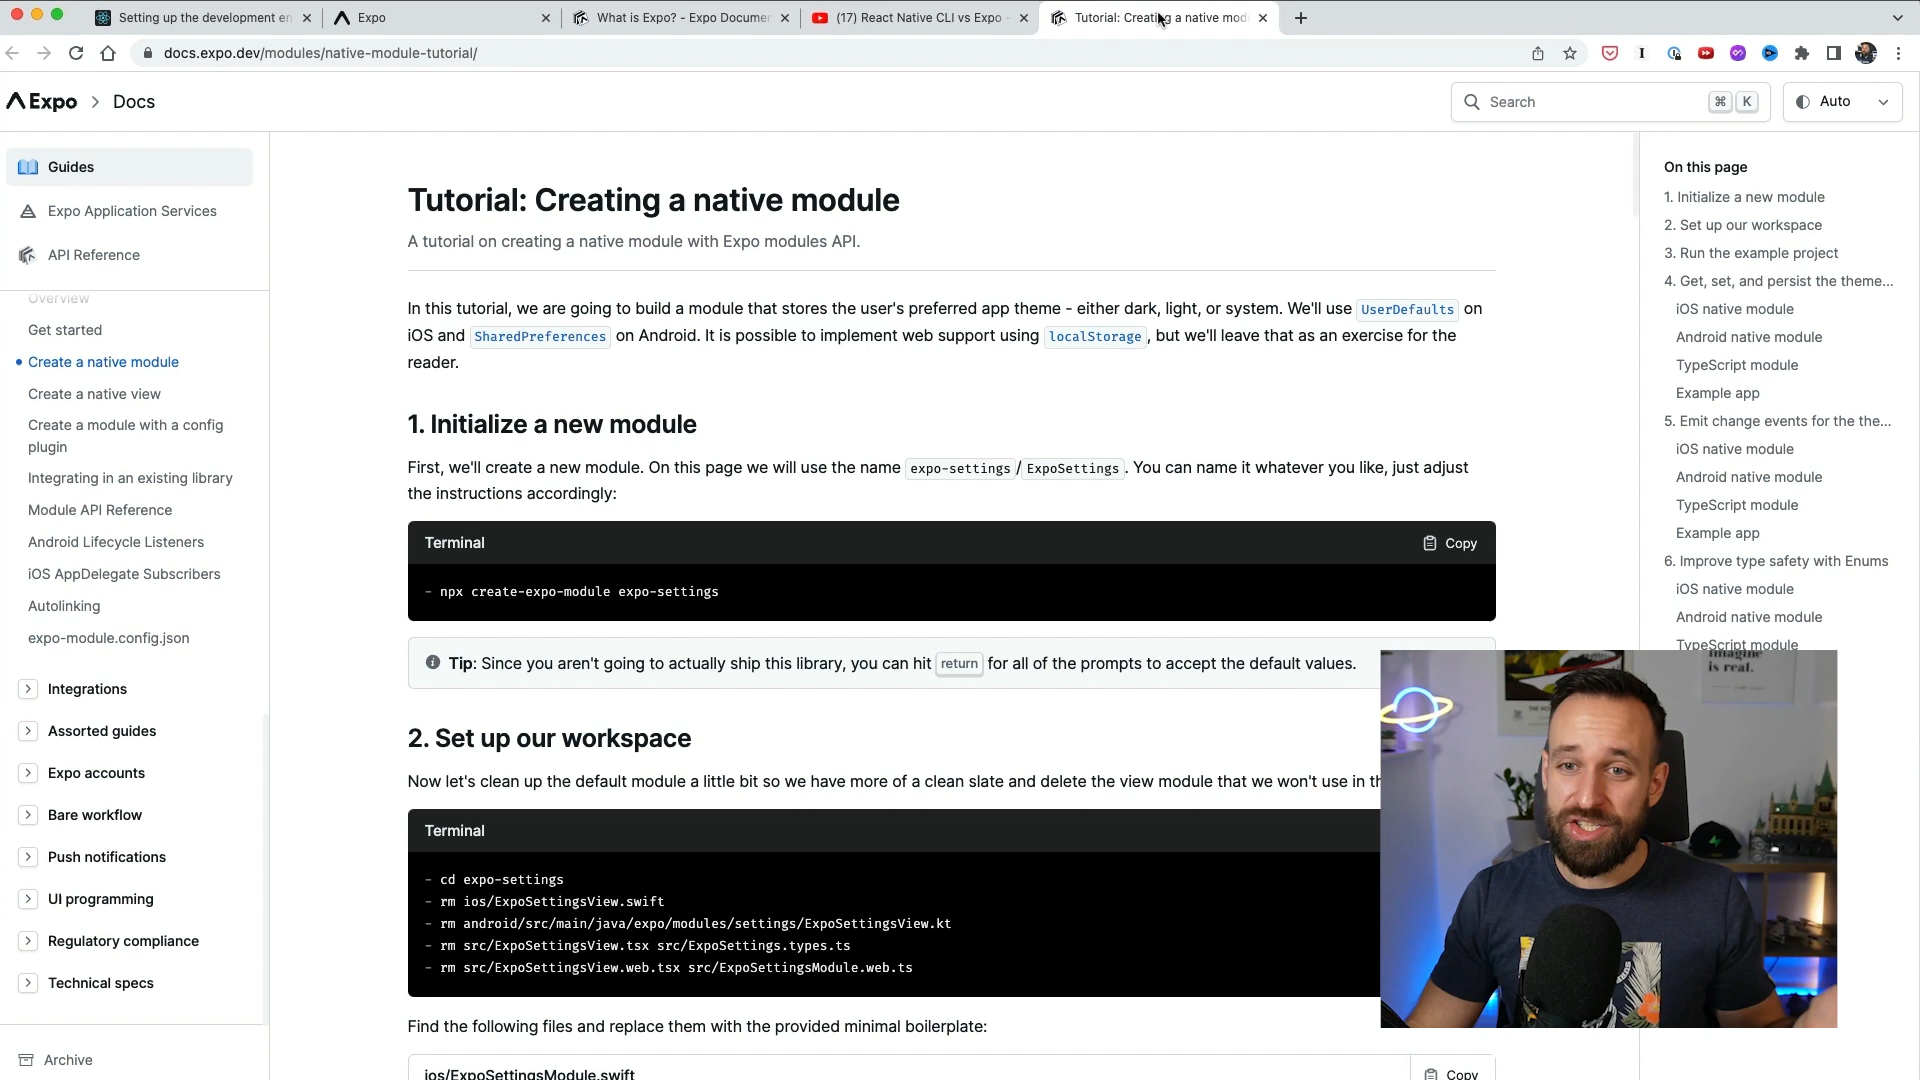 Setting up the development en
Expo
What is Expo? - Expo Documen
(17) React Native CLI vs Expo -
Tutorial: Creating a native mod
docs.expo.dev/modules/native-module-tutorial/
Expo > Docs
Search
⌘ K
Auto
Guides
Expo Application Services
API Reference
Overview
Get started
Create a native module
Create a native view
Create a module with a config
plugin
Integrating in an existing library
Module API Reference
Android Lifecycle Listeners
iOS AppDelegate Subscribers
Autolinking
expo-module.config.json
Integrations
Assorted guides
Expo accounts
Bare workflow
Push notifications
UI programming
Regulatory compliance
Technical specs
Archive
Tutorial: Creating a native module
A tutorial on creating a native module with Expo modules API.
In this tutorial, we are going to build a module that stores the user's preferred app theme - either dark, light, or system. We'll use UserDefaults on
iOS and SharedPreferences on Android. It is possible to implement web support using localStorage, but we'll leave that as an exercise for the
reader.
1. Initialize a new module
First, we'll create a new module. On this page we will use the name expo-settings/ExpoSettings. You can name it whatever you like, just adjust
the instructions accordingly:
Terminal
Copy
- npx create-expo-module expo-settings
Tip: Since you aren't going to actually ship this library, you can hit return for all of the prompts to accept the default values.
2. Set up our workspace
Now let's clean up the default module a little bit so we have more of a clean slate and delete the view module that we won't use in th
Terminal
- cd expo-settings
- rm ios/ExpoSettingsView.swift
- rm android/src/main/java/expo/modules/settings/ExpoSettingsView.kt
- rm src/ExpoSettingsView.tsx src/ExpoSettings.types.ts
- rm src/ExpoSettingsView.web.tsx src/ExpoSettingsModule.web.ts
Find the following files and replace them with the provided minimal boilerplate:
ios/ExpoSettingsModule.swift
Copy
On this page
1. Initialize a new module
2. Set up our workspace
3. Run the example project
4. Get, set, and persist the theme...
iOS native module
Android native module
TypeScript module
Example app
5. Emit change events for the the...
iOS native module
Android native module
TypeScript module
Example app
6. Improve type safety with Enums
iOS native module
Android native module
TypeScript module
imagine
is real.